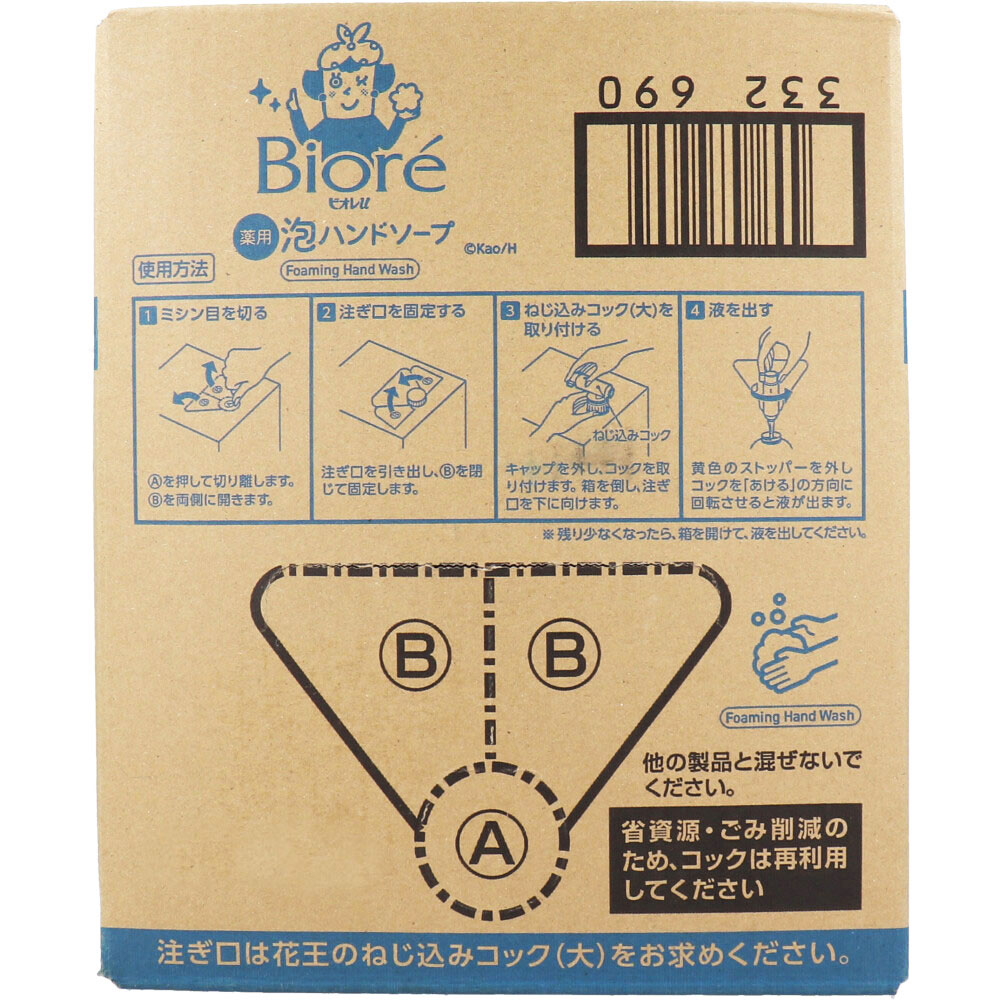 332 690
Bioré
ビオレu
薬用 泡ハンドソープ
©Kao/H
Foaming Hand Wash
使用方法
1 ミシン目を切る
Ⓐを押して切り離します。
Ⓑを両側に開きます。
2 注ぎ口を固定する
注ぎ口を引き出し、Ⓑを閉
じて固定します。
3 ねじ込みコック(大)を
取り付ける
ねじ込みコック
キャップを外し、コックを取
り付けます。箱を倒し、注ぎ
口を下に向けます。
4 液を出す
黄色のストッパーを外し
コックを「あける」の方向に
回転させると液が出ます。
※残り少なくなったら、箱を開けて、液を出してください。
B
B
A
Foaming Hand Wash
他の製品と混ぜないで
ください。
省資源・ごみ削減の
ため、コックは再利用
してください
注ぎ口は花王のねじ込みコック(大)をお求めください。